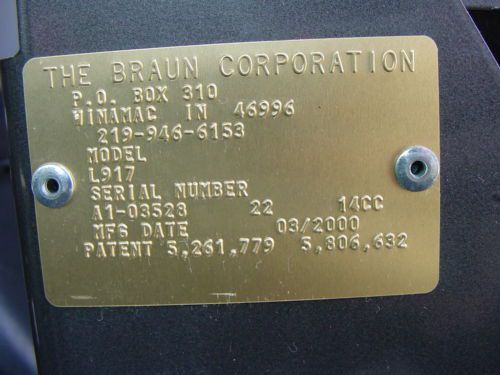 THE BRAUN CORPORATION
P.O. BOX 310
WINAMAC IN 46996
219-946-6153
MODEL
L917
SERIAL NUMBER
A1-03528 22 14CC
MFG DATE 03/2000
PATENT 5,261,779 5,806,632